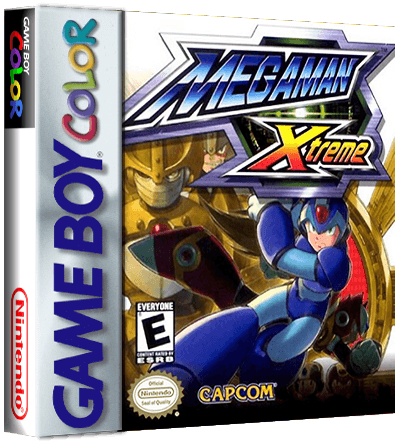 GAME BOY
COLOR
Nintendo
GAME BOY COLOR
MEGAMAN
Xtreme
EVERYONE
E
CONTENT RATED BY
ESRB
Official
Nintendo
Seal of Quality
CAPCOM